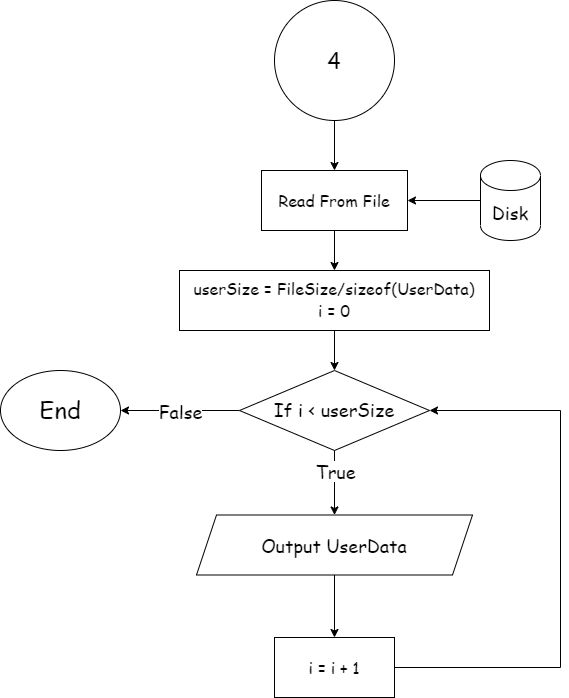 4
Read From File
Disk
userSize = FileSize/sizeof(UserData)
i = 0
If i < userSize
False
End
True
Output UserData
i = i + 1